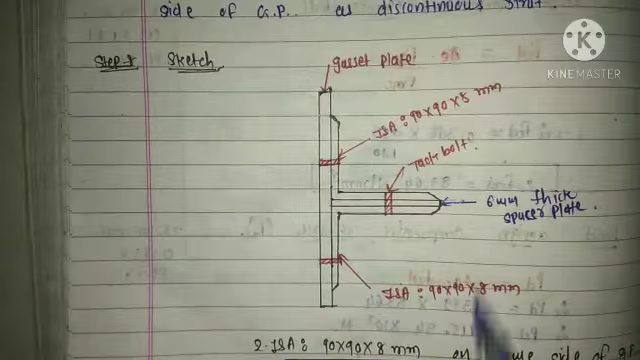 side of G.P. as discontinuous strut.
KINEMASTER
Step-8 Sketch
gusset plate
ISA : 90x90x8 mm
Tack bolt.
6mm thick
spacer plate.
ISA : 90x90x8 mm
2-ISA: 90x90x8 mm on same side of